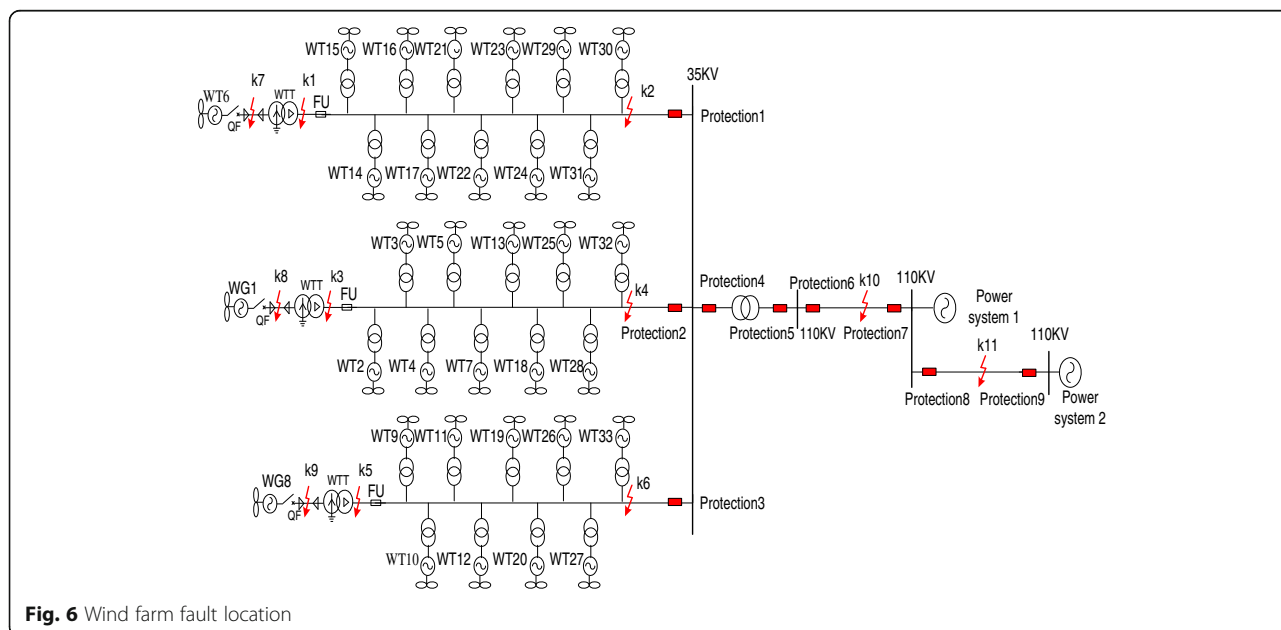 WT15 WT16 WT21 WT23 WT29 WT30
35KV
k7 k1
WTT FU k2
WT6
QF
Protection1
WT14 WT17 WT22 WT24 WT31
WT3 WT5 WT13 WT25 WT32
k8 k3
WG1 WTT FU k4
QF
Protection4
Protection6 k10 110KV
Protection2 Protection5 110KV Protection7
Power
system 1
k11 110KV
WT2 WT4 WT7 WT18 WT28
Protection8 Protection9 Power
system 2
WT9 WT11 WT19 WT26 WT33
k9 k5
WG8 WTT FU k6
QF
Protection3
WT10 WT12 WT20 WT27
Fig. 6 Wind farm fault location